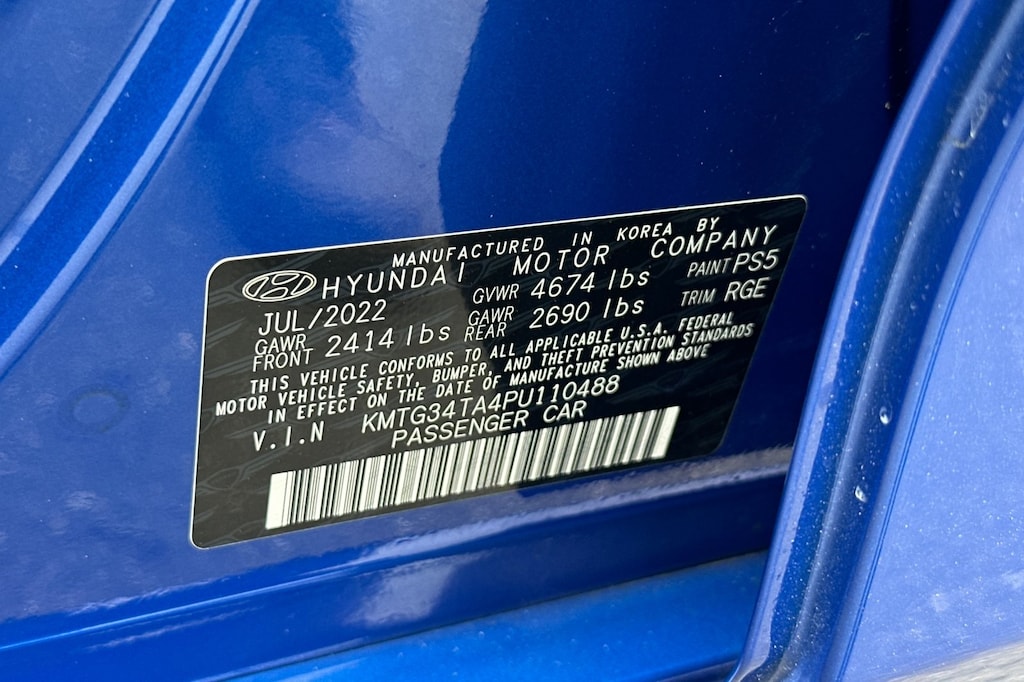 MANUFACTURED IN KOREA BY
HYUNDAI MOTOR COMPANY
JUL/2022 GVWR 4674 lbs PAINT PS5
GAWR FRONT 2414 lbs GAWR REAR 2690 lbs TRIM RGE
THIS VEHICLE CONFORMS TO ALL APPLICABLE U.S.A. FEDERAL
MOTOR VEHICLE SAFETY, BUMPER, AND THEFT PREVENTION STANDARDS
IN EFFECT ON THE DATE OF MANUFACTURE SHOWN ABOVE
V.I.N KMTG34TA4PU110488
PASSENGER CAR